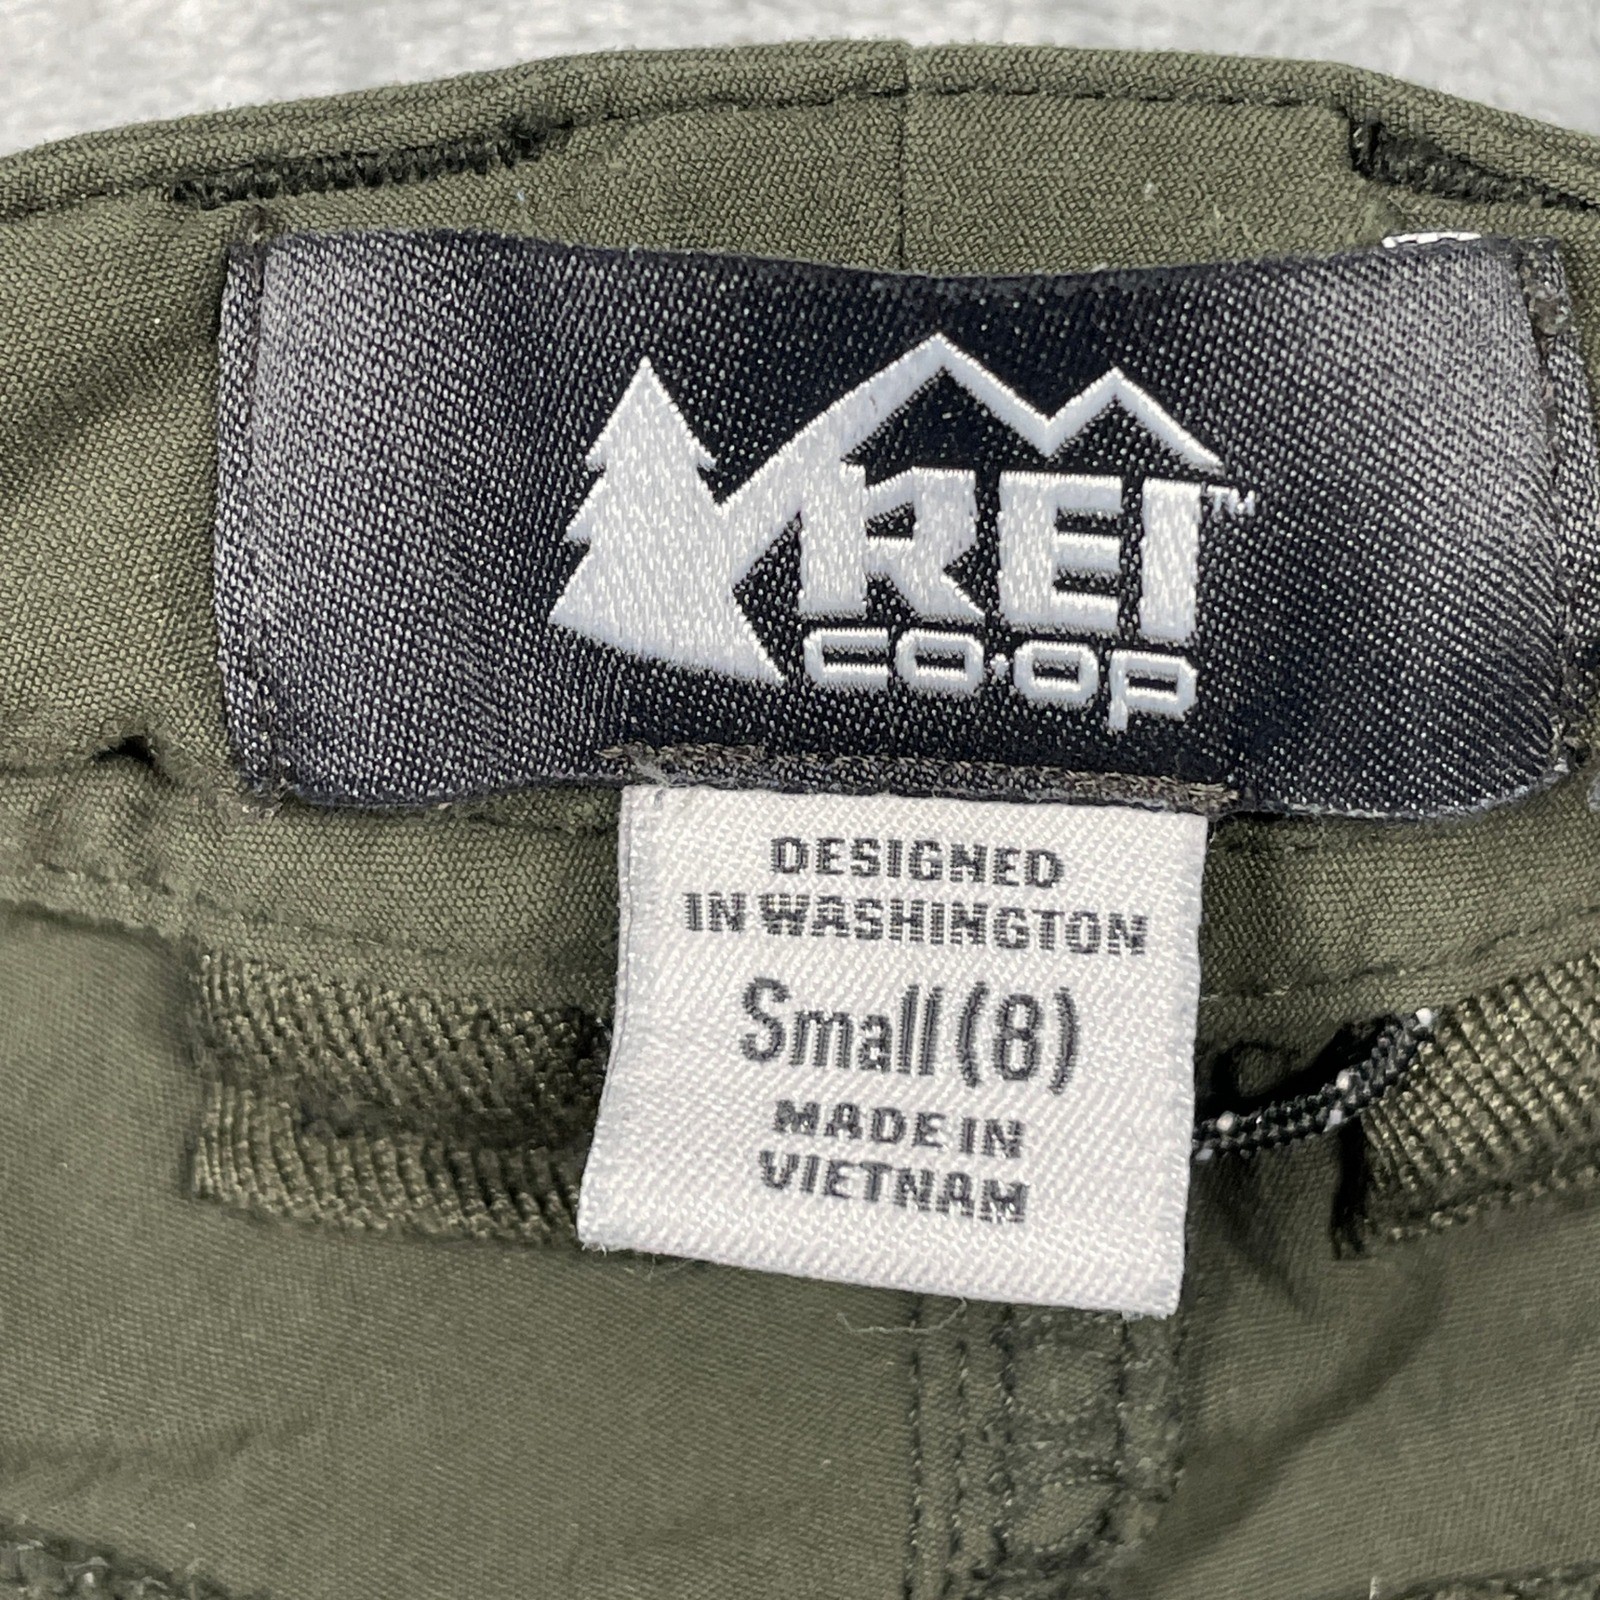 REI™
CO·OP
DESIGNED
IN WASHINGTON
Small (8)
MADE IN
VIETNAM